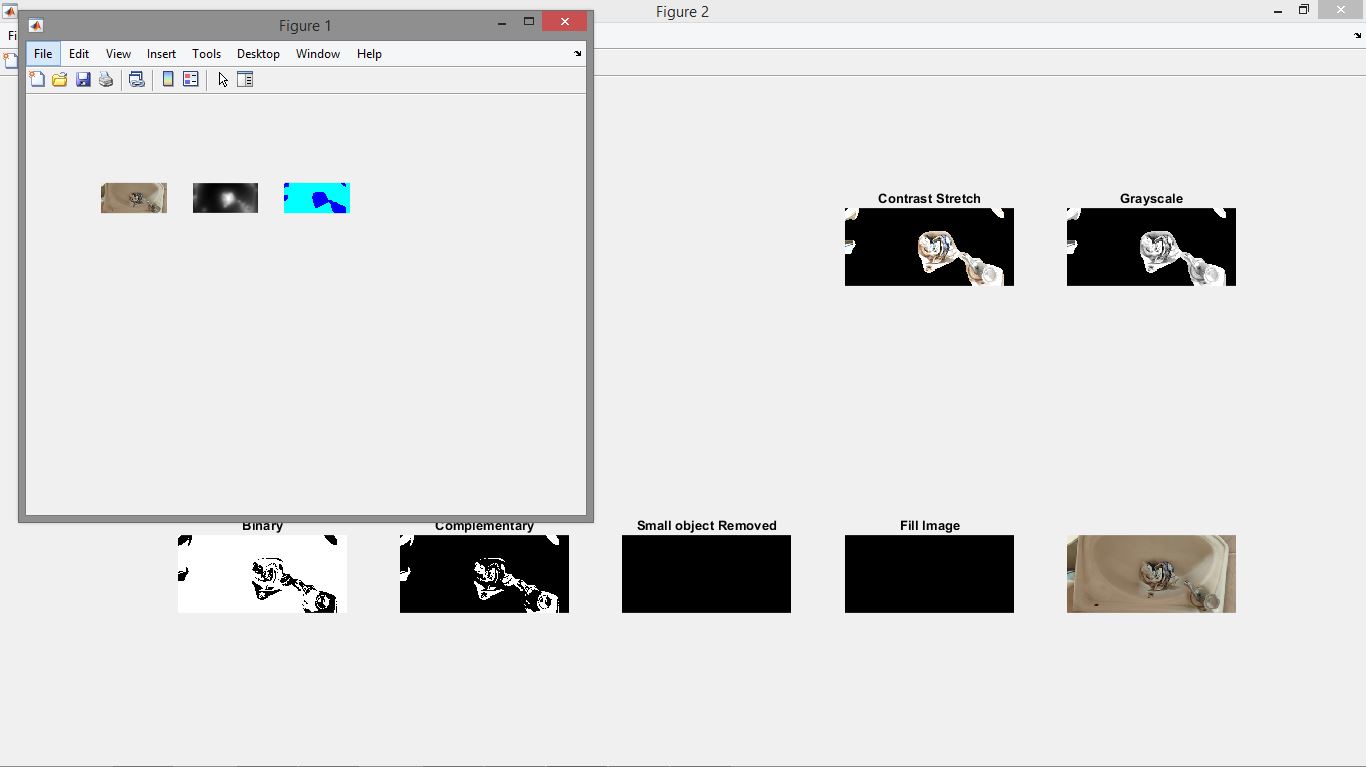 Figure 2
Figure 1
Fi
File Edit View Insert Tools Desktop Window Help
Contrast Stretch
Grayscale
Binary
Complementary
Small object Removed
Fill Image